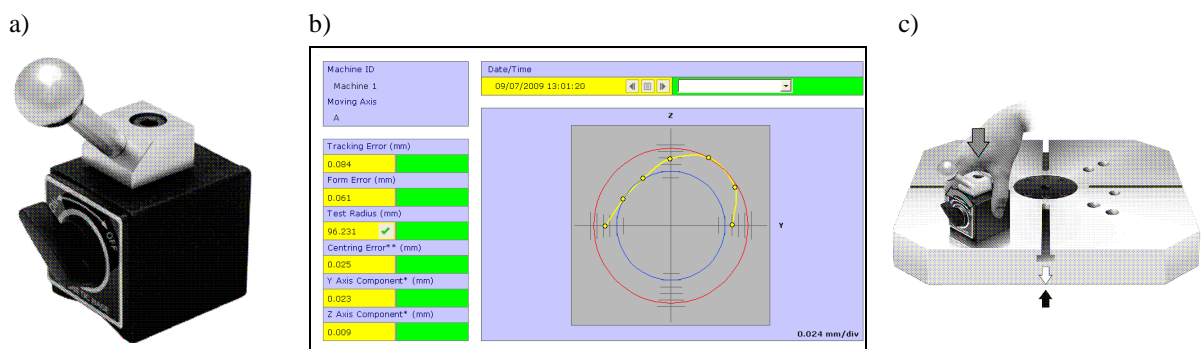 a)
b)
c)
Machine ID
Machine 1
Moving Axis
A
Date/Time
09/07/2009 13:01:20
Tracking Error (mm)
0.084
Form Error (mm)
0.061
Test Radius (mm)
96.231
Centring Error** (mm)
0.025
Y Axis Component* (mm)
0.023
Z Axis Component* (mm)
0.009
Z
Y
0.024 mm/div
OFF